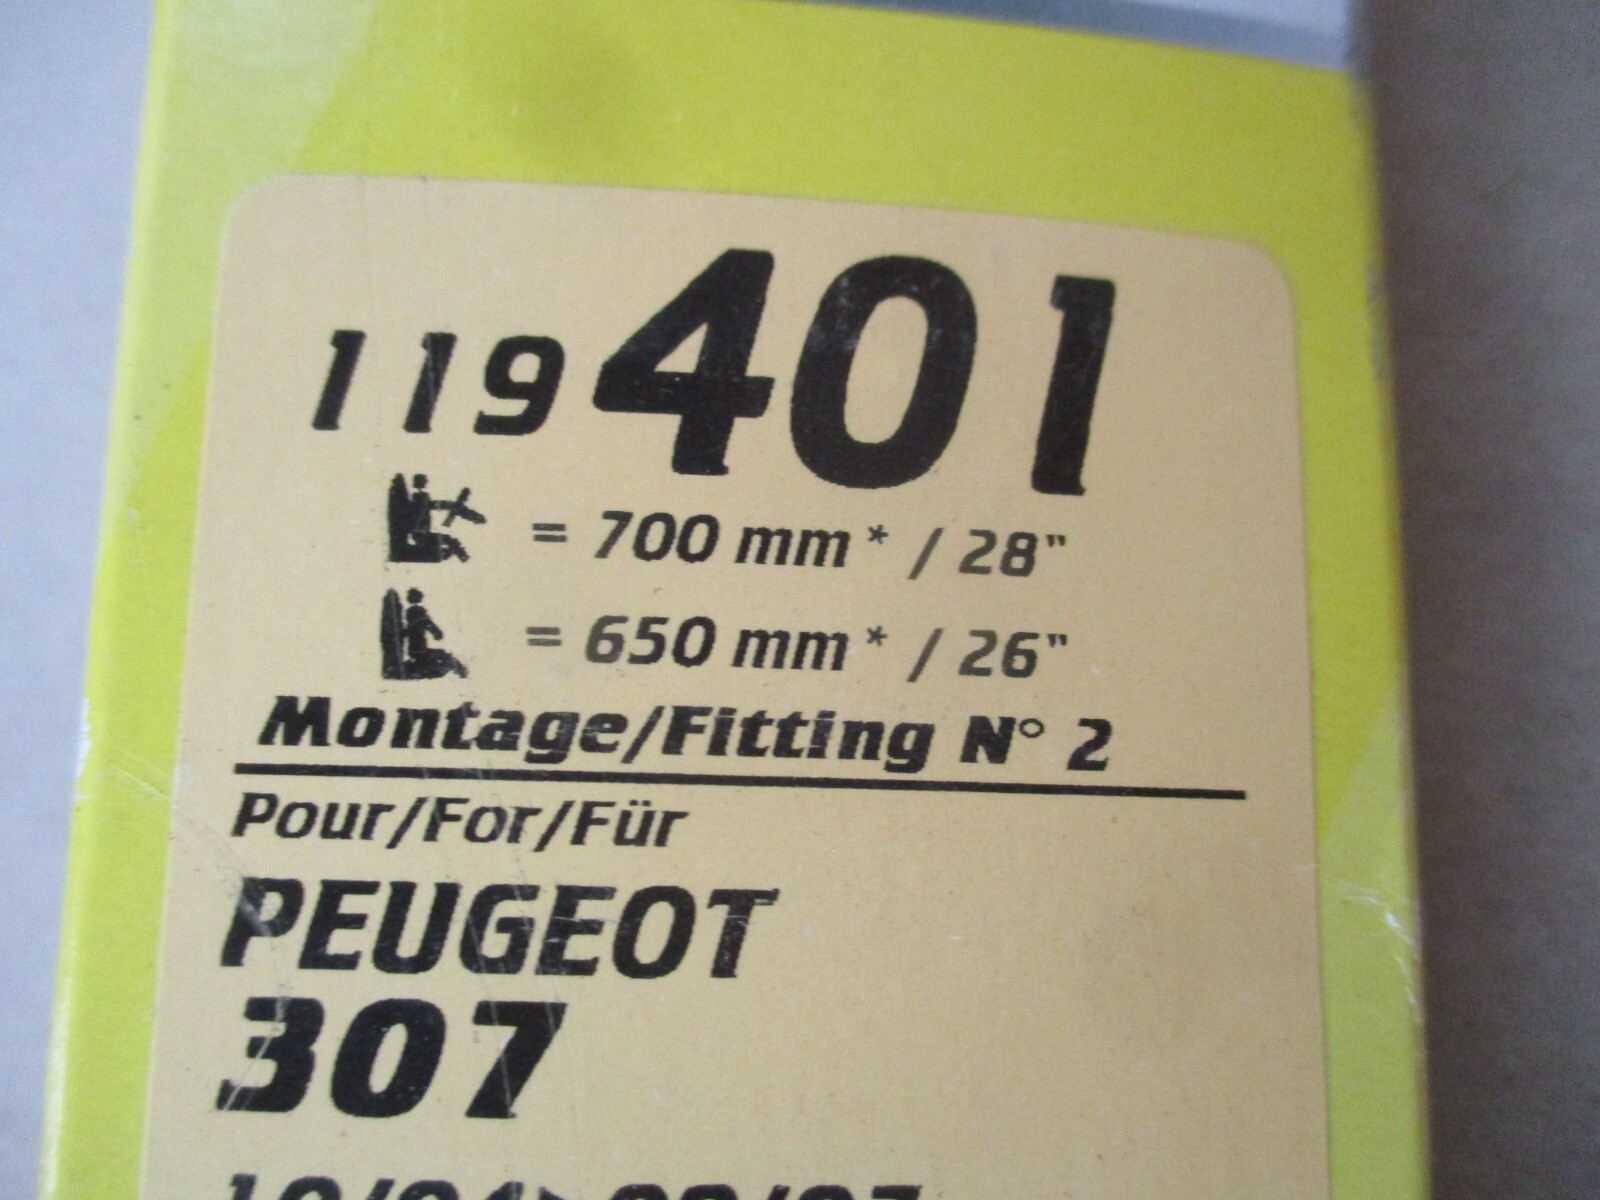 119401
= 700 mm* / 28"
= 650 mm* / 26"
Montage/Fitting N° 2
Pour/For/Für
PEUGEOT
307